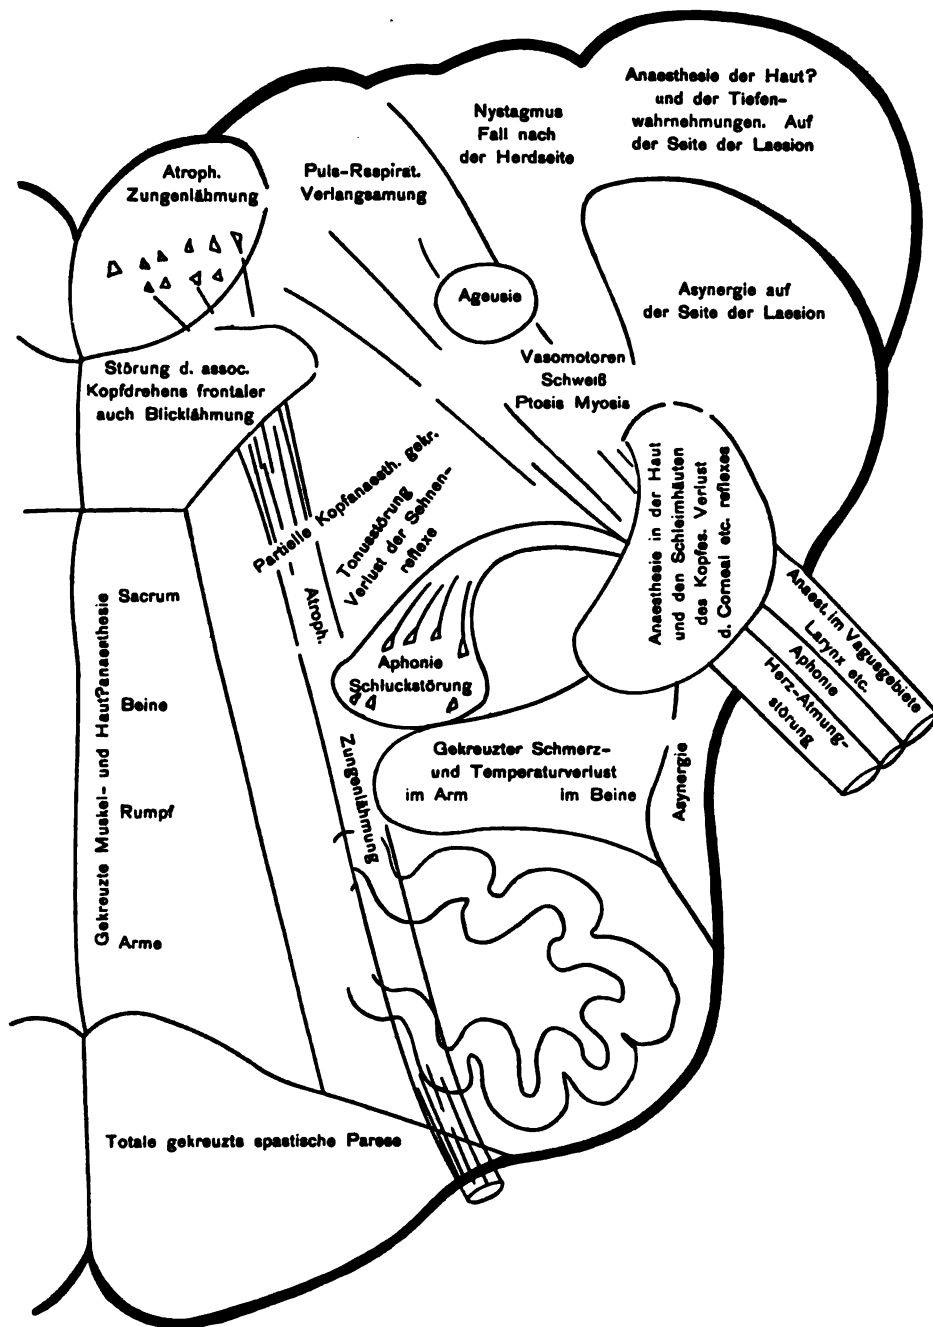 Anaesthesie der Haut?
und der Tiefen-
wahrnehmungen. Auf
der Seite der Laesion
Nystagmus
Fall nach
der Herdseite
Puls-Respirat.
Verlangsamung
Atroph.
Zungenlähmung
Ageusie
Asynergie auf
der Seite der Laesion
Vasomotoren
Schweiß
Ptosis Myosis
Störung d. assoc.
Kopfdrehens frontaler
auch Blicklähmung
Partielle Kopfanaesth. gekr.
Tonusstörung
Verlust der Sehnen-
reflexe
Anaesthesie in der Haut
und den Schleimhäuten
des Kopfes. Verlust
d. Corneal etc. reflexes
Anaest. im Vagusgebiete
Larynx etc.
Aphonie
Herz-Atmung-
störung
Gekreuzte Muskel- und Haut?anaesthesie
Sacrum
Beine
Rumpf
Arme
Atroph.
Zungenlähmung
Aphonie
Schluckstörung
Gekreuzter Schmerz-
und Temperaturverlust
im Arm im Beine
Asynergie
Totale gekreuzte spastische Parese